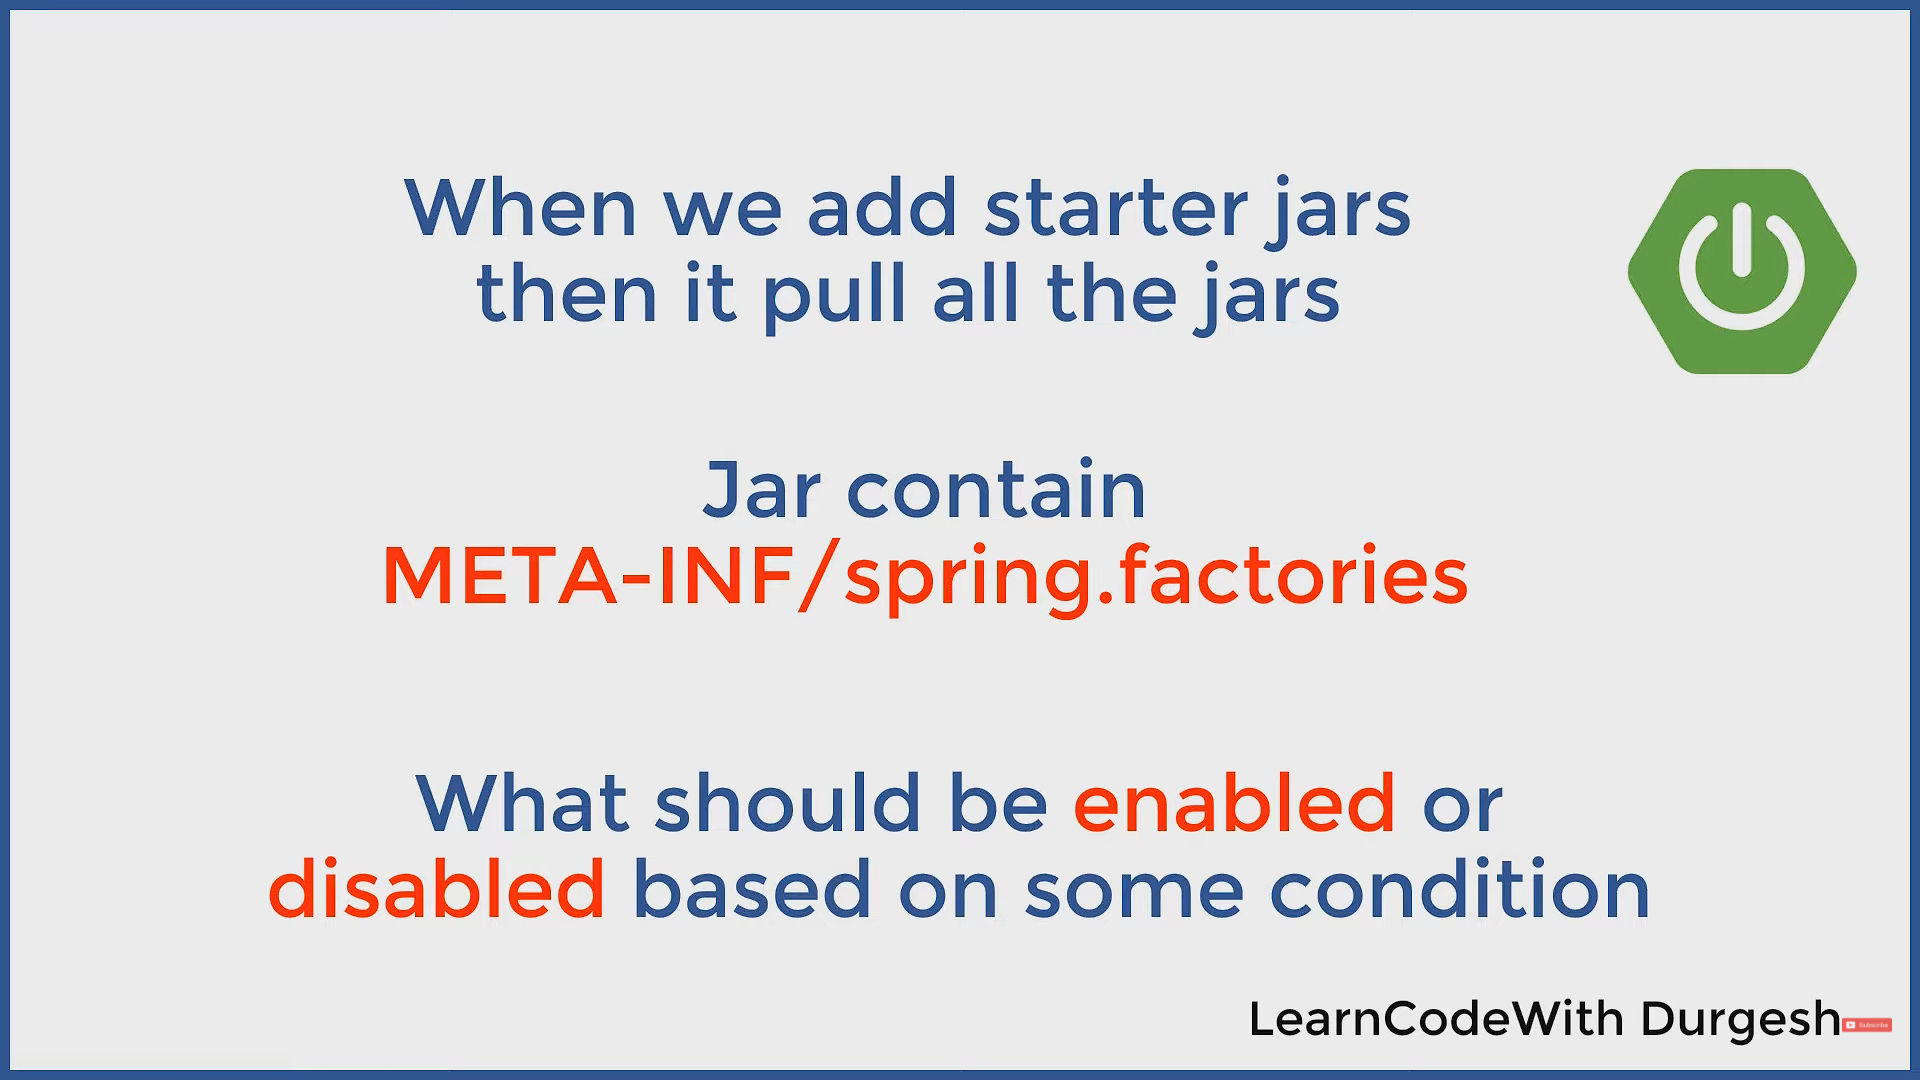 When we add starter jars
then it pull all the jars
Jar contain
META-INF/spring.factories
What should be enabled or
disabled based on some condition
LearnCodeWith Durgesh
Subscribe